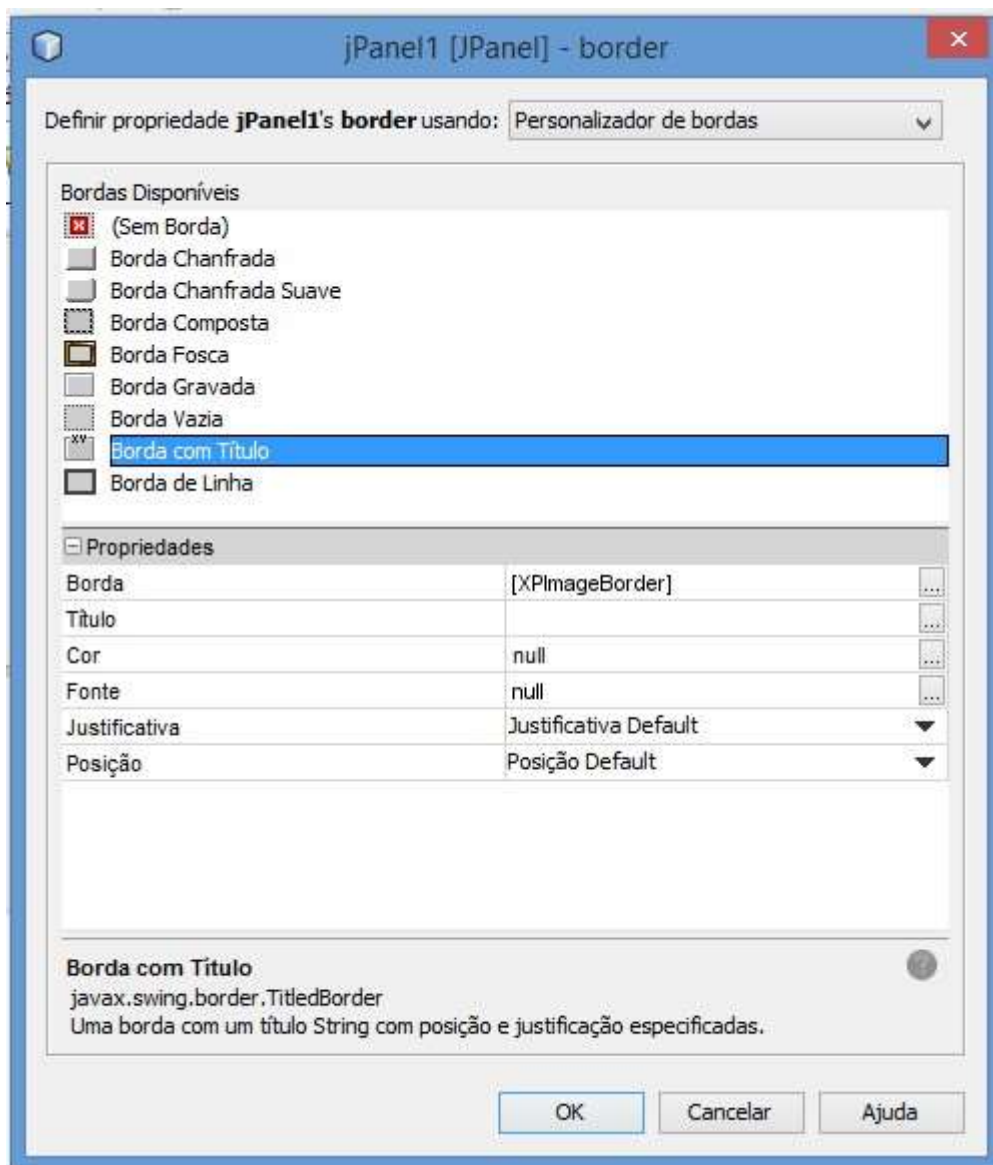 jPanel1 [JPanel] - border
Definir propriedade jPanel1's border usando: Personalizador de bordas
Bordas Disponíveis
(Sem Borda)
Borda Chanfrada
Borda Chanfrada Suave
Borda Composta
Borda Fosca
Borda Gravada
Borda Vazia
XY Borda com Título
Borda de Linha
Propriedades
Borda [XPImageBorder] ...
Título ...
Cor null ...
Fonte null ...
Justificativa Justificativa Default
Posição Posição Default
Borda com Título
javax.swing.border.TitledBorder
Uma borda com um título String com posição e justificação especificadas.
OK Cancelar Ajuda